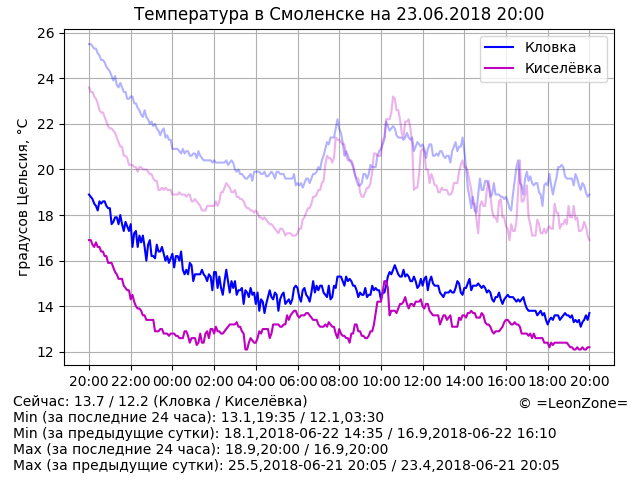 Температура в Смоленске на 23.06.2018 20:00
градусов Цельсия, °C
26
24
22
20
18
16
14
12
Кловка
Киселёвка
20:00 22:00 00:00 02:00 04:00 06:00 08:00 10:00 12:00 14:00 16:00 18:00 20:00
Сейчас: 13.7 / 12.2 (Кловка / Киселёвка)
© =LeonZone=
Min (за последние 24 часа): 13.1,19:35 / 12.1,03:30
Min (за предыдущие сутки): 18.1,2018-06-22 14:35 / 16.9,2018-06-22 16:10
Max (за последние 24 часа): 18.9,20:00 / 16.9,20:00
Max (за предыдущие сутки): 25.5,2018-06-21 20:05 / 23.4,2018-06-21 20:05